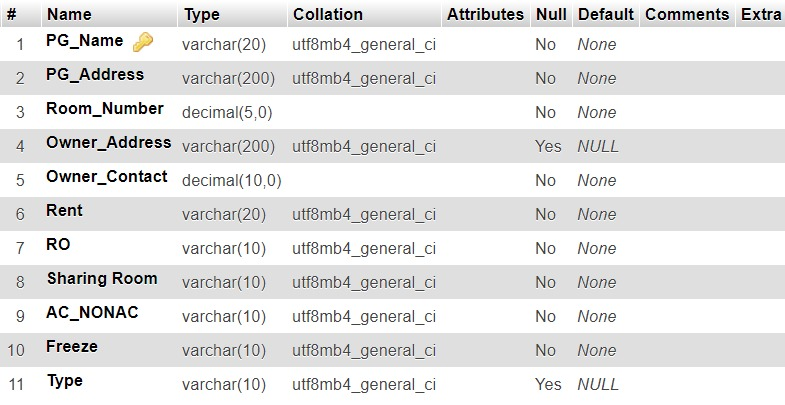 # Name Type Collation Attributes Null Default Comments Extra
1 PG_Name varchar(20) utf8mb4_general_ci No None
2 PG_Address varchar(200) utf8mb4_general_ci No None
3 Room_Number decimal(5,0) No None
4 Owner_Address varchar(200) utf8mb4_general_ci Yes NULL
5 Owner_Contact decimal(10,0) No None
6 Rent varchar(20) utf8mb4_general_ci No None
7 RO varchar(10) utf8mb4_general_ci No None
8 Sharing Room varchar(10) utf8mb4_general_ci No None
9 AC_NONAC varchar(10) utf8mb4_general_ci No None
10 Freeze varchar(10) utf8mb4_general_ci No None
11 Type varchar(10) utf8mb4_general_ci Yes NULL